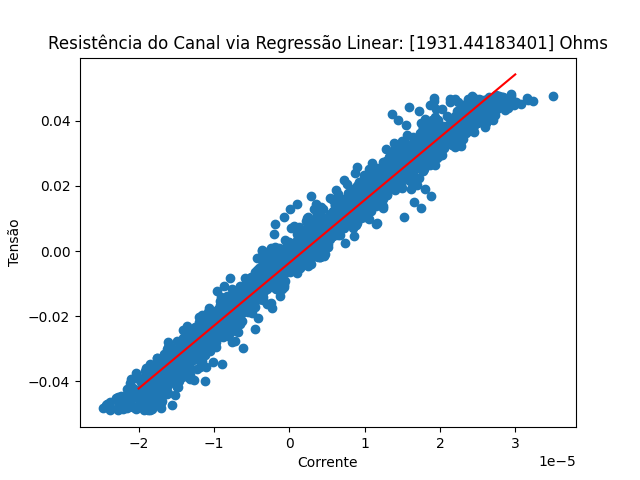 Resistência do Canal via Regressão Linear: [1931.44183401] Ohms
0.04
0.02
0.00
−0.02
−0.04
Tensão
−2
−1
0
1
2
3
Corrente
1e−5